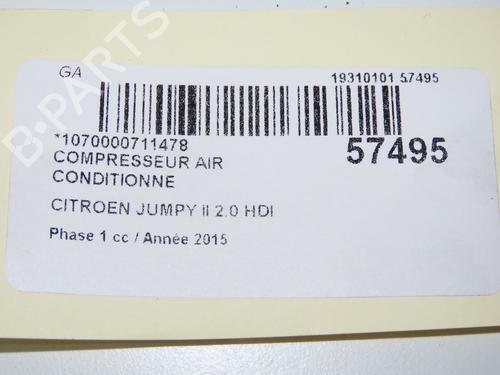 B-PARTS
GA
19310101 57495
*1070000711478
57495
COMPRESSEUR AIR
CONDITIONNE
CITROEN JUMPY II 2.0 HDI
Phase 1 cc / Année 2015